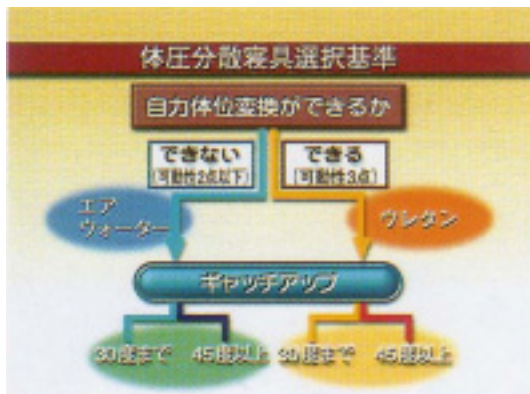 体圧分散寝具選択基準
自力体位変換ができるか
できない
(可動性2点以下)
できる
(可動性3点)
エア
ウォーター
ウレタン
ギャッチアップ
30度まで 45度以上 30度まで 45度以上